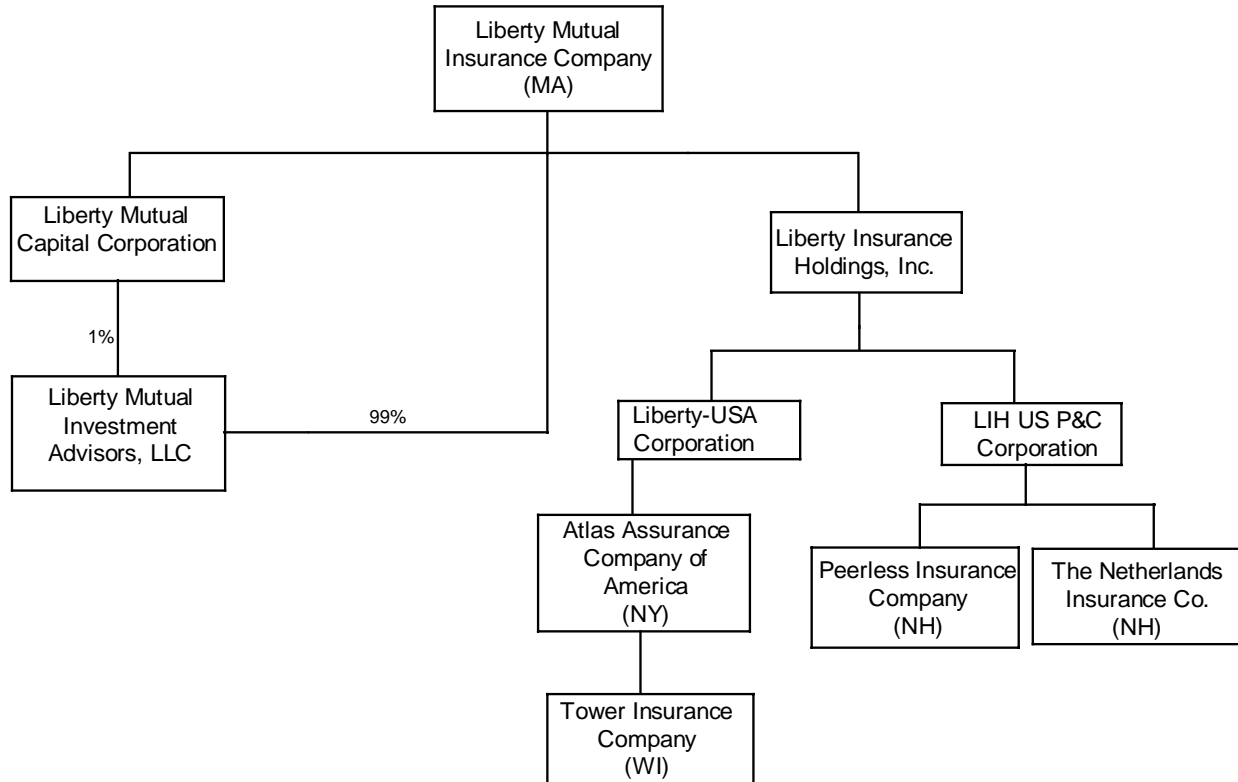 Liberty Mutual
Insurance Company
(MA)
Liberty Mutual
Capital Corporation
Liberty Insurance
Holdings, Inc.
1%
Liberty Mutual
Investment
Advisors, LLC
99%
Liberty-USA
Corporation
LIH US P&C
Corporation
Atlas Assurance
Company of
America
(NY)
Peerless Insurance
Company
(NH)
The Netherlands
Insurance Co.
(NH)
Tower Insurance
Company
(WI)